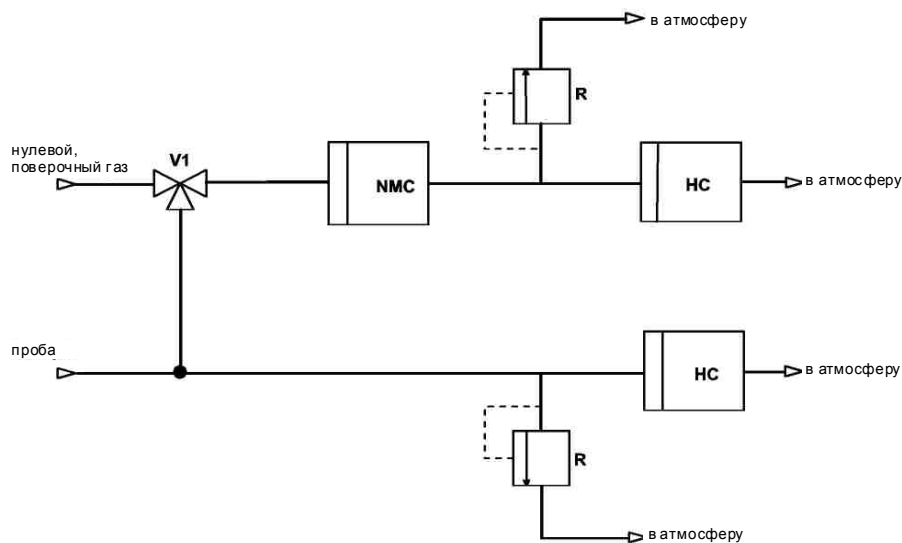 в атмосферу
R
нулевой,
поверочный газ
V1
NMC
HC
в атмосферу
проба
HC
в атмосферу
R
в атмосферу